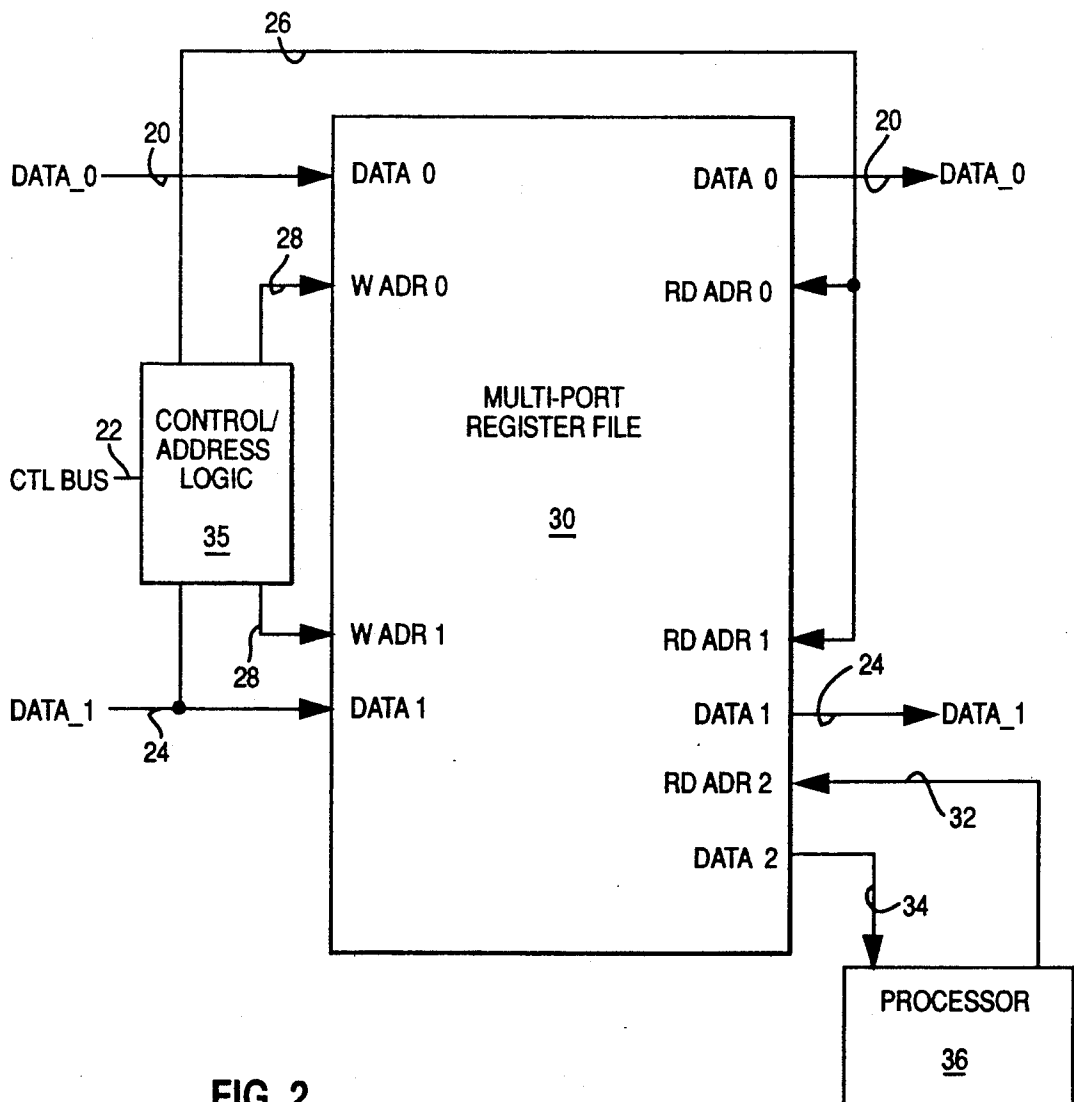 26
20
20
DATA_0
DATA 0
DATA 0
DATA_0
28
W ADR 0
RD ADR 0
MULTI-PORT
REGISTER FILE
30
CONTROL/
ADDRESS
LOGIC
35
22
CTL BUS
28
W ADR 1
RD ADR 1
24
DATA_1
24
DATA 1
DATA 1
DATA_1
RD ADR 2
32
DATA 2
34
PROCESSOR
36
FIG. 2